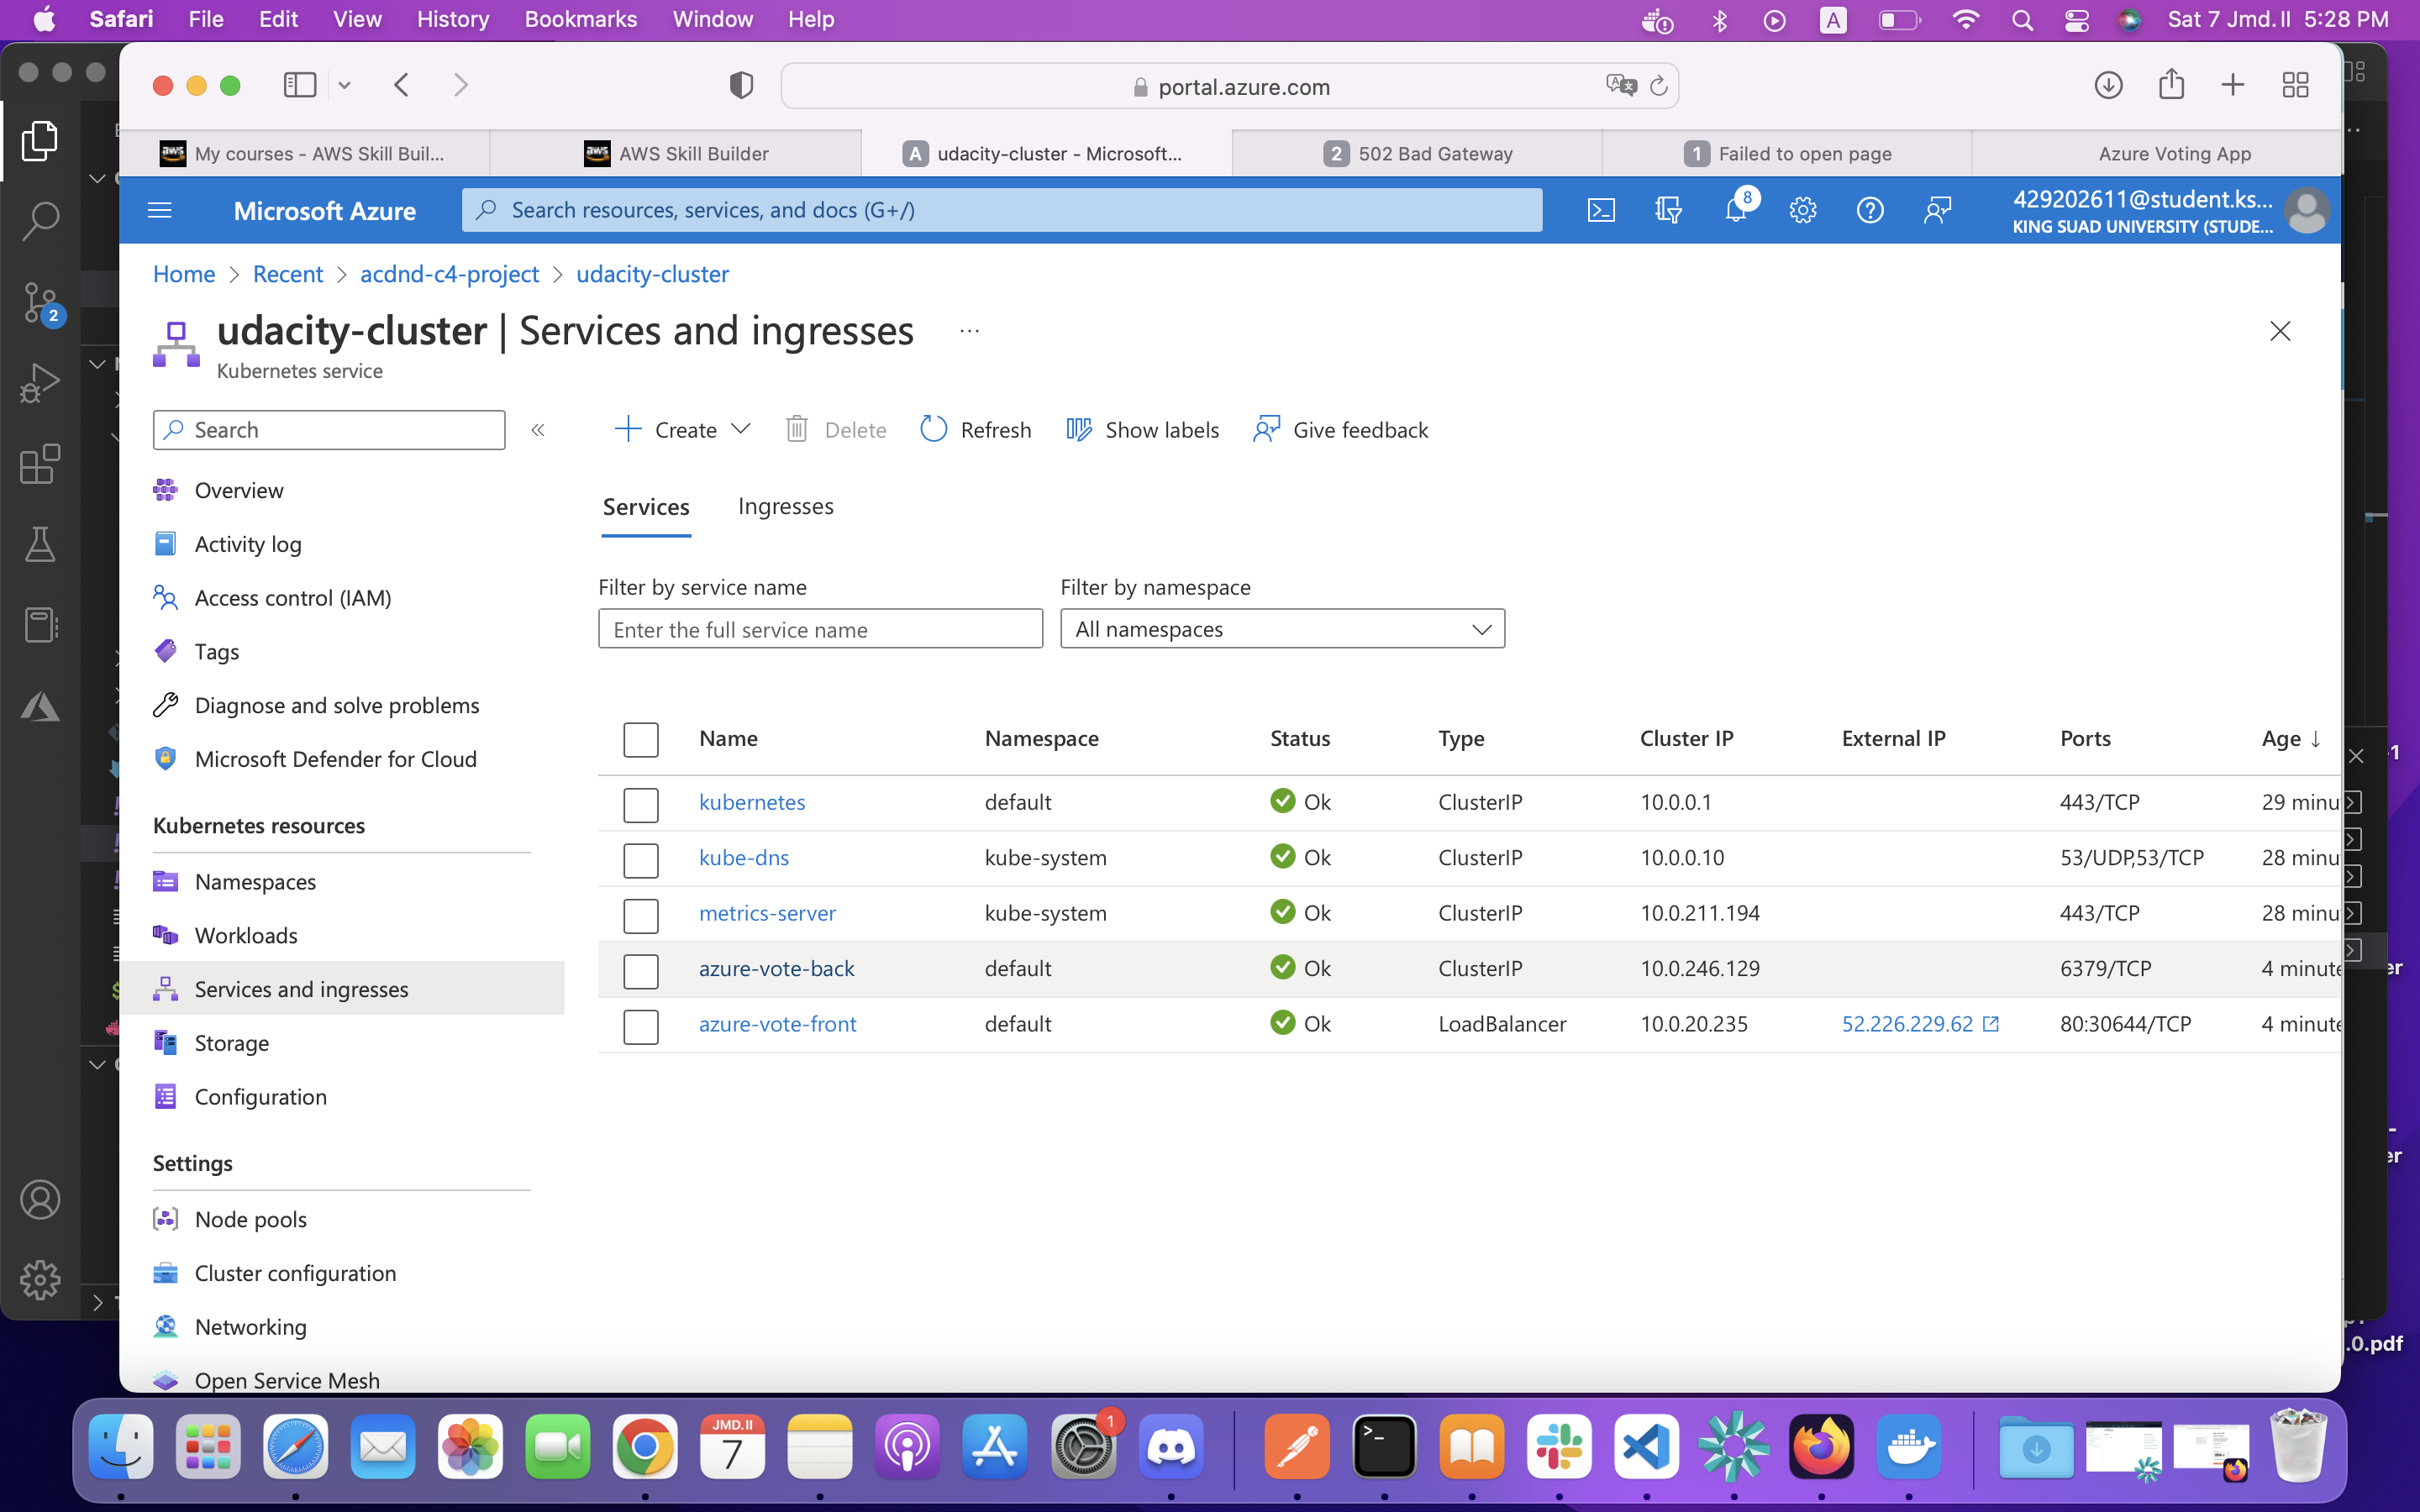 Safari File Edit View History Bookmarks Window Help A Sat 7 Jmd.II 5:28 PM
portal.azure.com
aws My courses - AWS Skill Buil... aws AWS Skill Builder A udacity-cluster - Microsoft... 2 502 Bad Gateway 1 Failed to open page Azure Voting App
Microsoft Azure Search resources, services, and docs (G+/) 8 429202611@student.ks...
KING SUAD UNIVERSITY (STUDE...
Home > Recent > acdnd-c4-project > udacity-cluster
udacity-cluster | Services and ingresses ...
Kubernetes service
2
Search « Create Delete Refresh Show labels Give feedback
Overview
Activity log
Access control (IAM)
Tags
Diagnose and solve problems
Microsoft Defender for Cloud
Kubernetes resources
Namespaces
Workloads
Services and ingresses
Storage
Configuration
Settings
Node pools
Cluster configuration
Networking
Open Service Mesh
Services Ingresses
Filter by service name Filter by namespace
Enter the full service name All namespaces
Name Namespace Status Type Cluster IP External IP Ports Age ↓
kubernetes default Ok ClusterIP 10.0.0.1 443/TCP 29 minu
kube-dns kube-system Ok ClusterIP 10.0.0.10 53/UDP,53/TCP 28 minu
metrics-server kube-system Ok ClusterIP 10.0.211.194 443/TCP 28 minu
azure-vote-back default Ok ClusterIP 10.0.246.129 6379/TCP 4 minute
azure-vote-front default Ok LoadBalancer 10.0.20.235 52.226.229.62 80:30644/TCP 4 minute
-1
er
er
.0.pdf
JMD.II
7
1